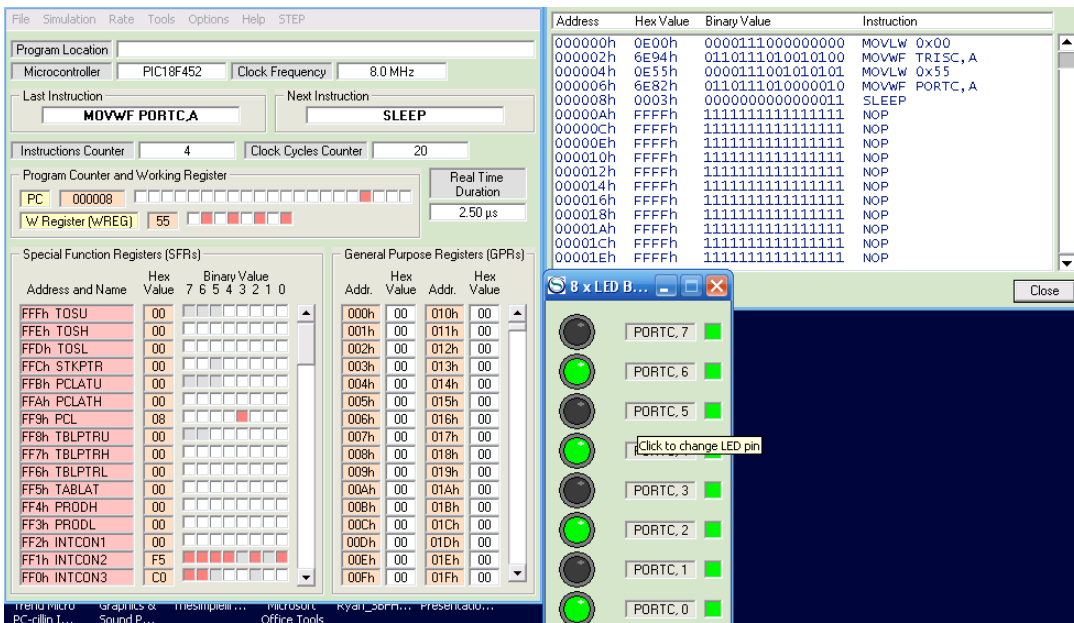 File Simulation Rate Tools Options Help STEP
Program Location
Microcontroller PIC18F452 Clock Frequency 8.0 MHz
Last Instruction Next Instruction
MOVWF PORTC,A SLEEP
Instructions Counter 4 Clock Cycles Counter 20
Program Counter and Working Register
PC 000008
W Register (WREG) 55
Real Time
Duration
2.50 µs
Special Function Registers (SFRs)
Hex Binary Value
Address and Name Value 7 6 5 4 3 2 1 0
FFFh TOSU 00
FFEh TOSH 00
FFDh TOSL 00
FFCh STKPTR 00
FFBh PCLATU 00
FFAh PCLATH 00
FF9h PCL 08
FF8h TBLPTRU 00
FF7h TBLPTRH 00
FF6h TBLPTRL 00
FF5h TABLAT 00
FF4h PRODH 00
FF3h PRODL 00
FF2h INTCON1 00
FF1h INTCON2 F5
FF0h INTCON3 C0
General Purpose Registers (GPRs)
Hex Hex
Addr. Value Addr. Value
000h 00 010h 00
001h 00 011h 00
002h 00 012h 00
003h 00 013h 00
004h 00 014h 00
005h 00 015h 00
006h 00 016h 00
007h 00 017h 00
008h 00 018h 00
009h 00 019h 00
00Ah 00 01Ah 00
00Bh 00 01Bh 00
00Ch 00 01Ch 00
00Dh 00 01Dh 00
00Eh 00 01Eh 00
00Fh 00 01Fh 00
Address Hex Value Binary Value Instruction
000000h 0E00h 0000111000000000 MOVLW 0x00
000002h 6E94h 0110111010010100 MOVWF TRISC,A
000004h 0E55h 0000111001010101 MOVLW 0x55
000006h 6E82h 0110111010000010 MOVWF PORTC,A
000008h 0003h 0000000000000011 SLEEP
00000Ah FFFFh 1111111111111111 NOP
00000Ch FFFFh 1111111111111111 NOP
00000Eh FFFFh 1111111111111111 NOP
000010h FFFFh 1111111111111111 NOP
000012h FFFFh 1111111111111111 NOP
000014h FFFFh 1111111111111111 NOP
000016h FFFFh 1111111111111111 NOP
000018h FFFFh 1111111111111111 NOP
00001Ah FFFFh 1111111111111111 NOP
00001Ch FFFFh 1111111111111111 NOP
00001Eh FFFFh 1111111111111111 NOP
Close
8 x LED B...
PORTC, 7
PORTC, 6
PORTC, 5
Click to change LED pin
PORTC, 3
PORTC, 2
PORTC, 1
PORTC, 0
Trend Micro Graphics & Microsoft
PC-cillin I... Sound P... Office Tools